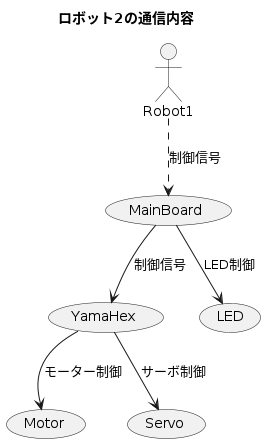 ロボット2の通信内容
Robot1
制御信号
MainBoard
制御信号
LED制御
YamaHex
LED
モーター制御
サーボ制御
Motor
Servo